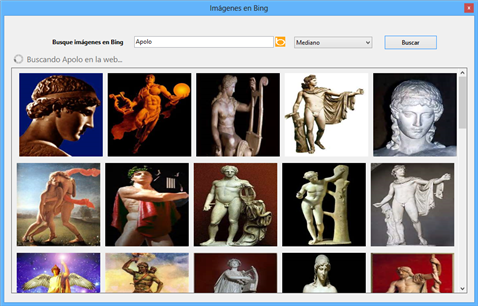 Imágenes en Bing
Busque imágenes en Bing Apolo Mediano Buscar
Buscando Apolo en la web...